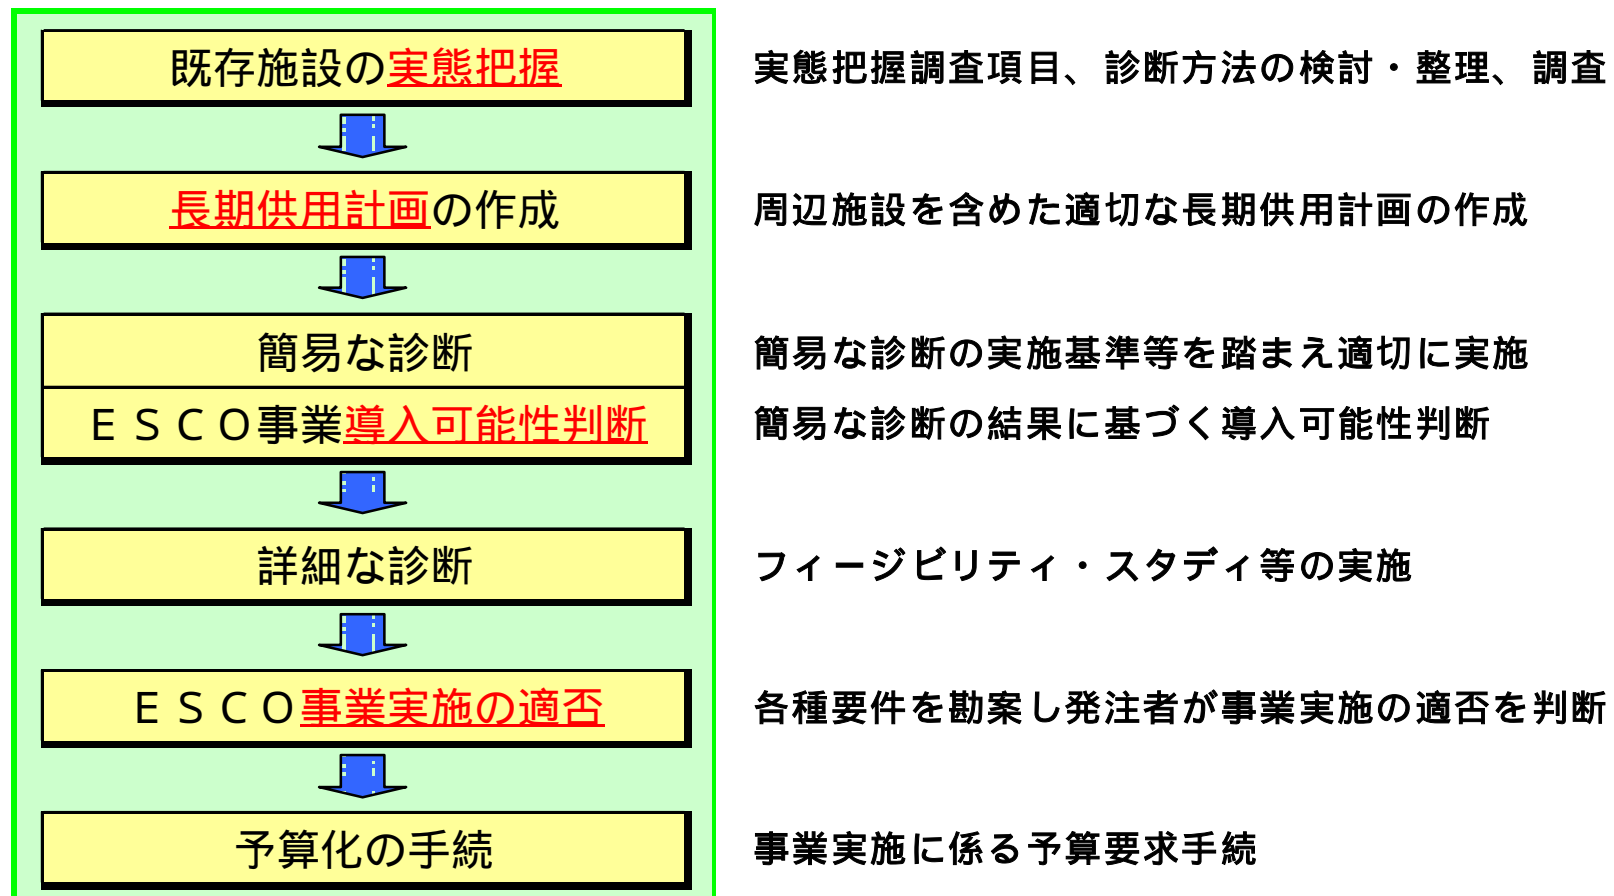 既存施設の実態把握 実態把握調査項目、診断方法の検討・整理、調査
長期供用計画の作成 周辺施設を含めた適切な長期供用計画の作成
簡易な診断 簡易な診断の実施基準等を踏まえ適切に実施
ＥＳＣＯ事業導入可能性判断 簡易な診断の結果に基づく導入可能性判断
詳細な診断 フィージビリティ・スタディ等の実施
ＥＳＣＯ事業実施の適否 各種要件を勘案し発注者が事業実施の適否を判断
予算化の手続 事業実施に係る予算要求手続